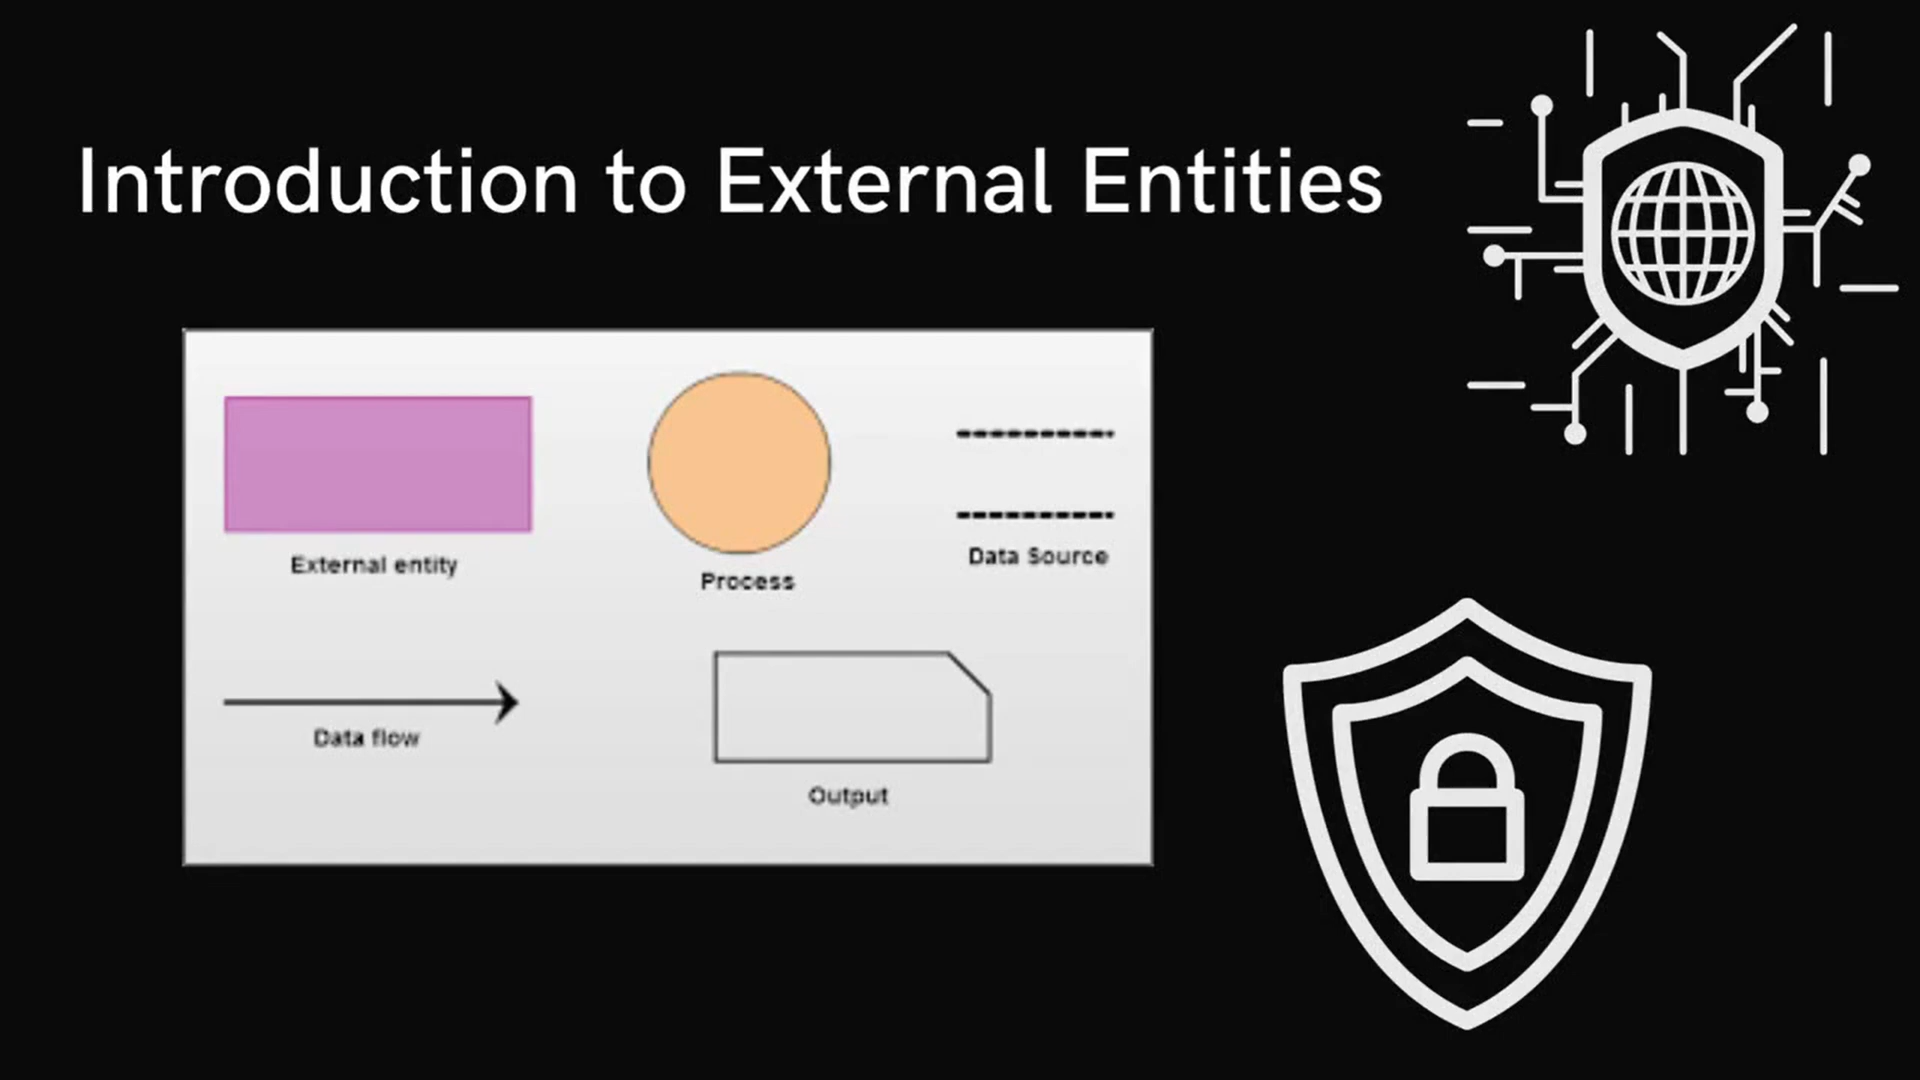 Introduction to External Entities
External entity
Process
Data Source
Data flow
Output